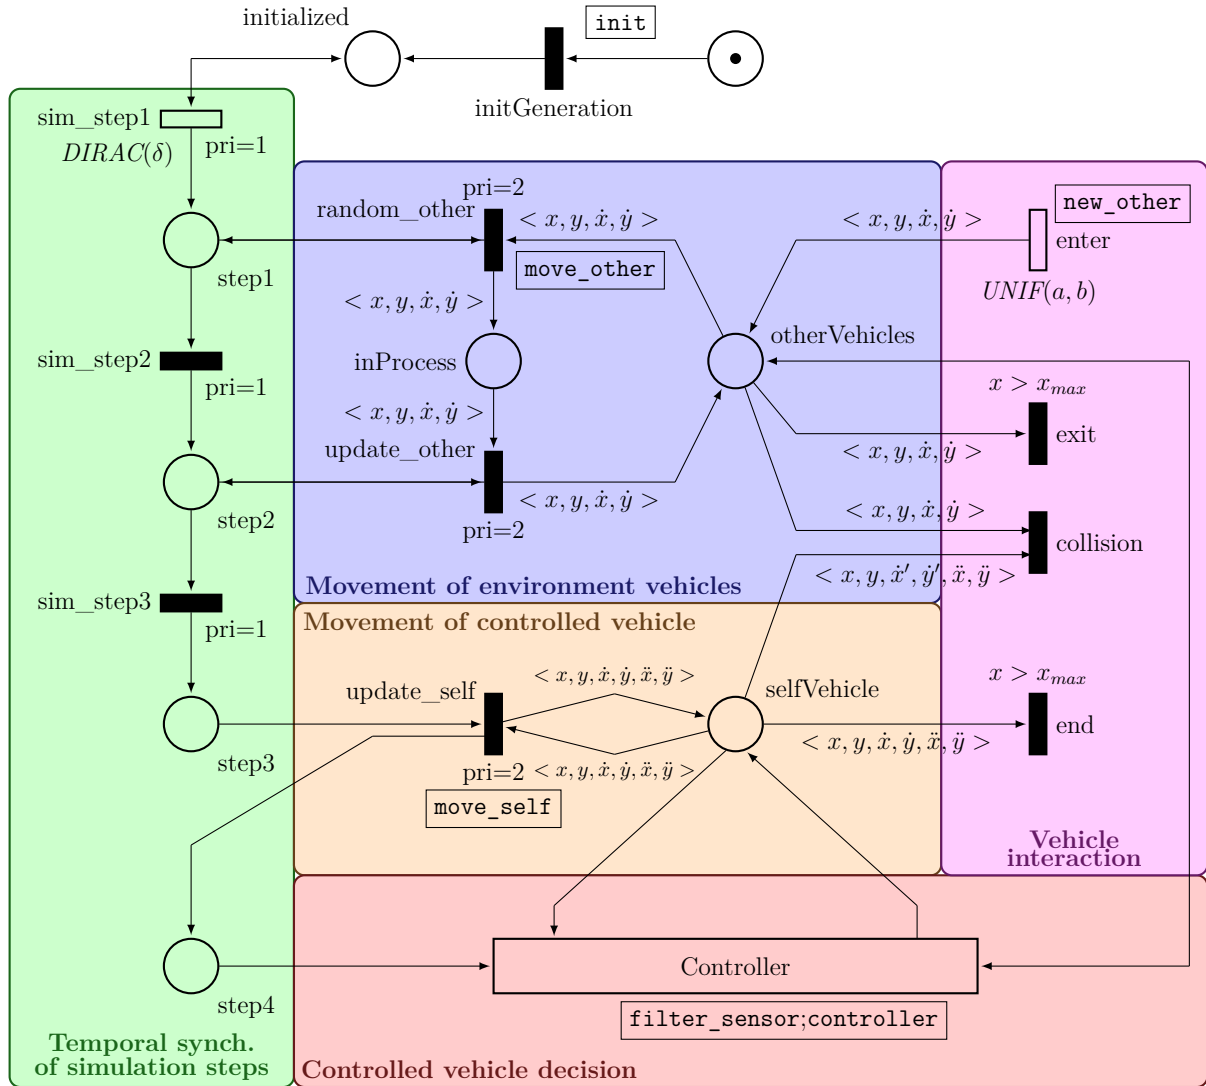 initialized
init
initGeneration
sim_step1
DIRAC(δ)
pri=1
pri=2
random_other
< x, y, ẋ, ẏ >
< x, y, ẋ, ẏ >
new_other
enter
UNIF(a, b)
step1
move_other
< x, y, ẋ, ẏ >
sim_step2
pri=1
inProcess
otherVehicles
< x, y, ẋ, ẏ >
x > x_max
exit
update_other
< x, y, ẋ, ẏ >
< x, y, ẋ, ẏ >
step2
pri=2
< x, y, ẋ, ẏ >
collision
< x, y, ẋ′, ẏ′, ẍ, ÿ >
Movement of environment vehicles
sim_step3
pri=1
Movement of controlled vehicle
update_self
< x, y, ẋ, ẏ, ẍ, ÿ >
selfVehicle
x > x_max
end
< x, y, ẋ, ẏ, ẍ, ÿ >
step3
pri=2
< x, y, ẋ, ẏ, ẍ, ÿ >
move_self
Vehicle
interaction
Controller
step4
filter_sensor;controller
Temporal synch.
of simulation steps
Controlled vehicle decision